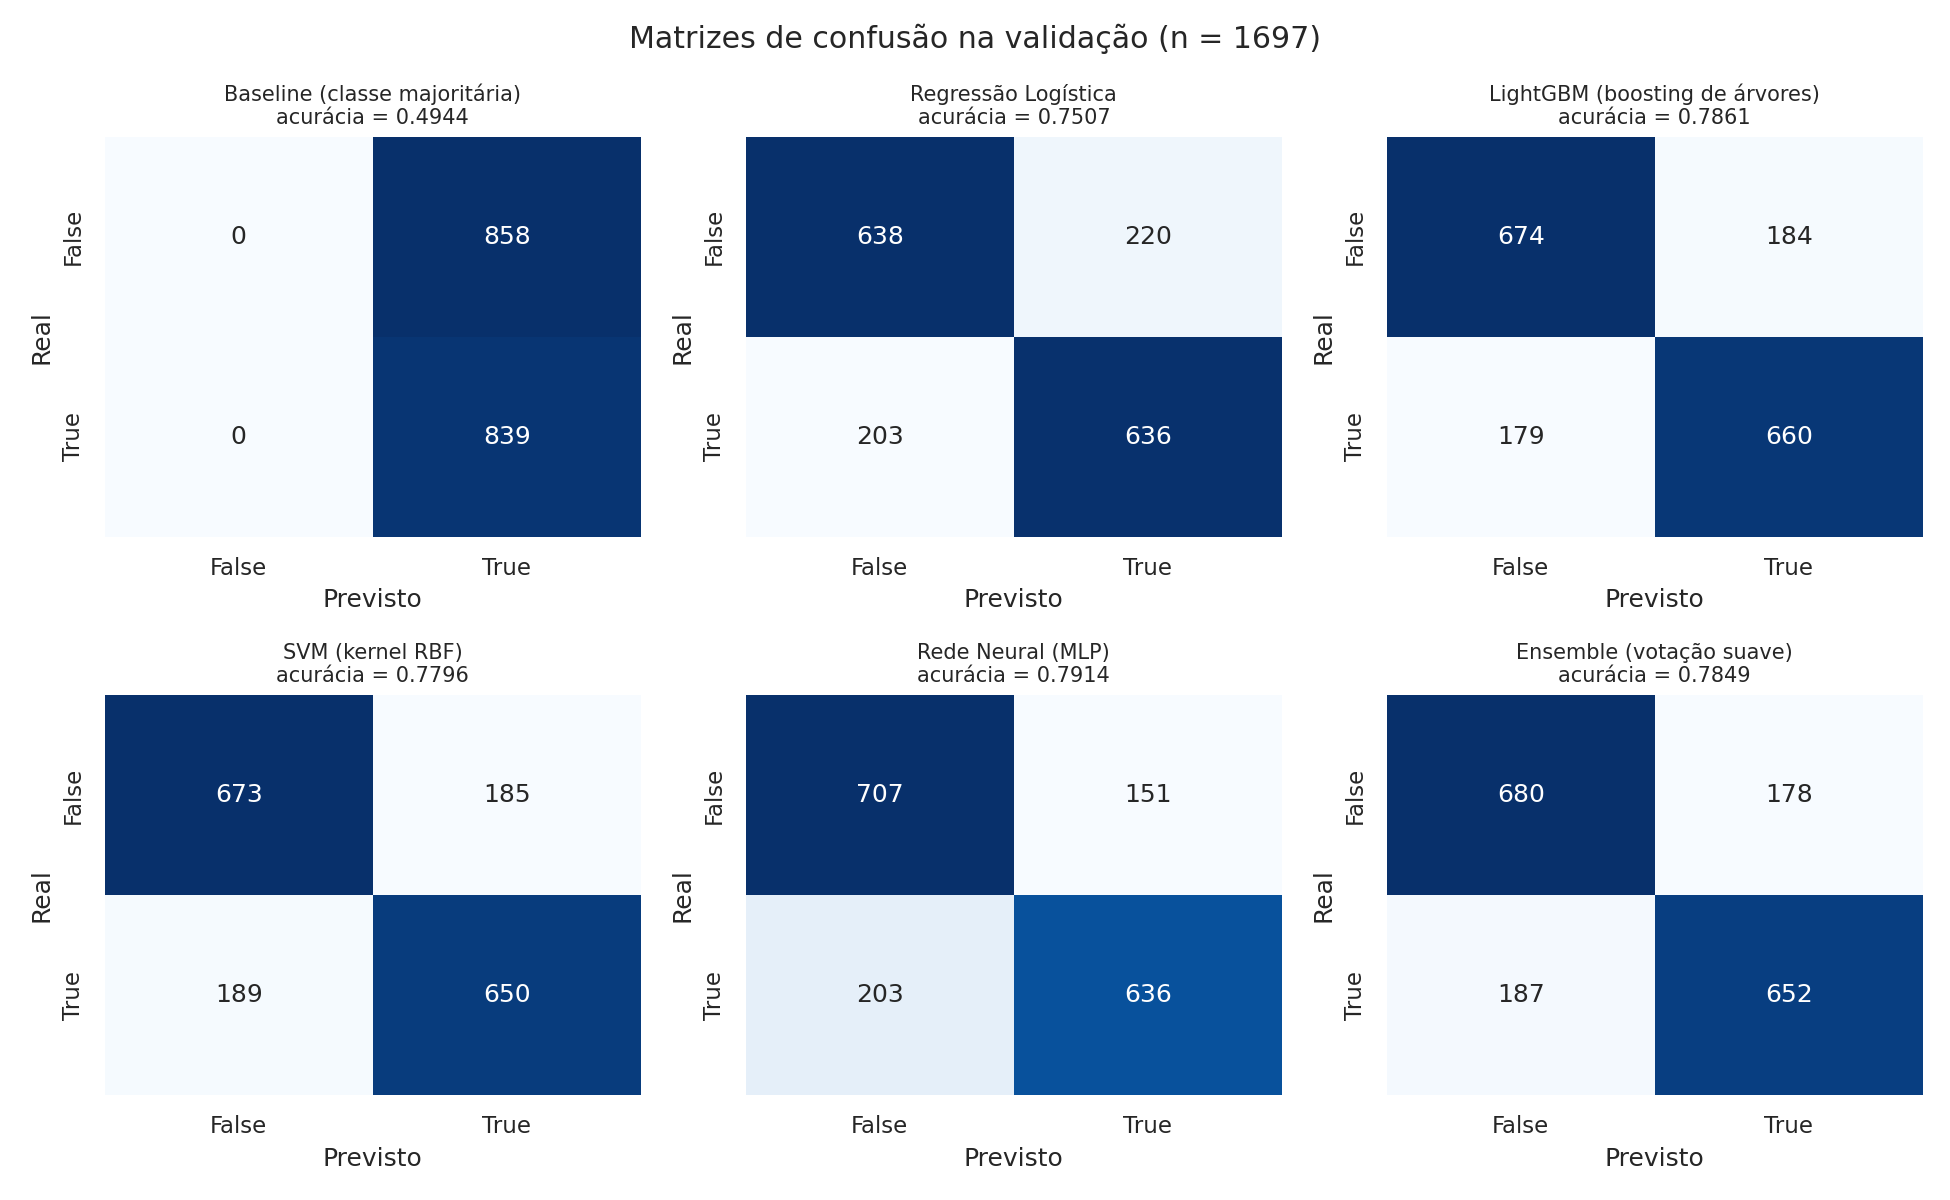 Matrizes de confusão na validação (n = 1697)
Baseline (classe majoritária)
acurácia = 0.4944
Real
False
True
0
858
0
839
False
True
Previsto
Regressão Logística
acurácia = 0.7507
Real
False
True
638
220
203
636
False
True
Previsto
LightGBM (boosting de árvores)
acurácia = 0.7861
Real
False
True
674
184
179
660
False
True
Previsto
SVM (kernel RBF)
acurácia = 0.7796
Real
False
True
673
185
189
650
False
True
Previsto
Rede Neural (MLP)
acurácia = 0.7914
Real
False
True
707
151
203
636
False
True
Previsto
Ensemble (votação suave)
acurácia = 0.7849
Real
False
True
680
178
187
652
False
True
Previsto